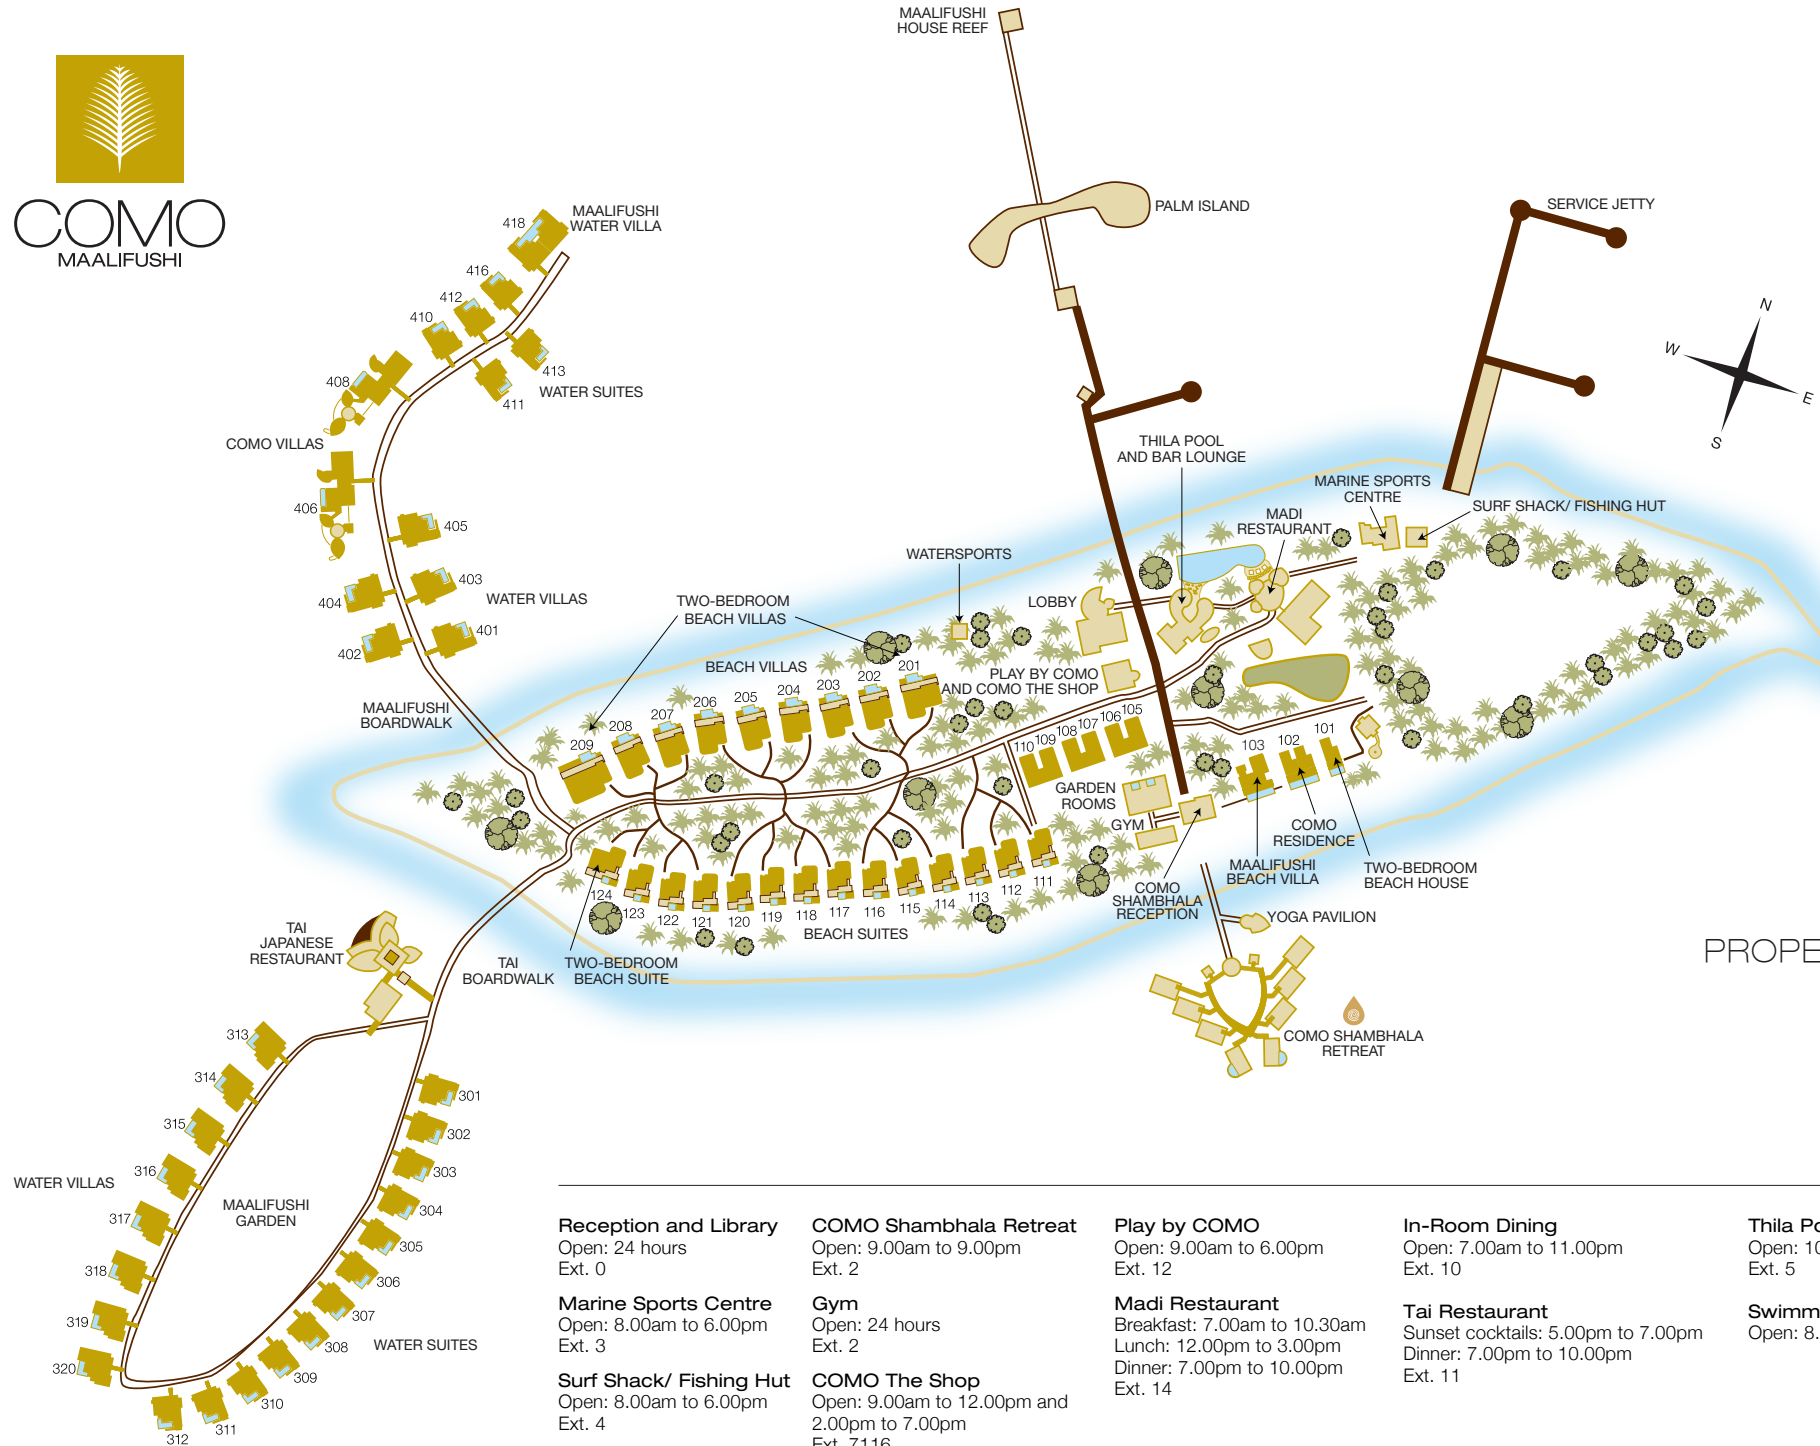 COMO
MAALIFUSHI
MAALIFUSHI
HOUSE REEF
PALM ISLAND
SERVICE JETTY
N
W
E
S
MAALIFUSHI
WATER VILLA
418
416
412
410
413
411
WATER SUITES
408
COMO VILLAS
406
405
403
404
WATER VILLAS
401
402
MAALIFUSHI
BOARDWALK
THILA POOL
AND BAR LOUNGE
MARINE SPORTS
CENTRE
SURF SHACK/ FISHING HUT
MADI
RESTAURANT
WATERSPORTS
LOBBY
TWO-BEDROOM
BEACH VILLAS
BEACH VILLAS
PLAY BY COMO
AND COMO THE SHOP
201
202
203
204
205
206
207
208
209
105
106
107
108
109
110
101
102
103
GARDEN
ROOMS
GYM
COMO
RESIDENCE
MAALIFUSHI
BEACH VILLA
TWO-BEDROOM
BEACH HOUSE
COMO
SHAMBHALA
RECEPTION
111
112
113
114
115
116
117
118
119
120
121
122
123
124
BEACH SUITES
TWO-BEDROOM
BEACH SUITE
TAI
BOARDWALK
TAI
JAPANESE
RESTAURANT
YOGA PAVILION
COMO SHAMBHALA
RETREAT
PROPE
313
314
315
316
317
318
319
320
WATER VILLAS
MAALIFUSHI
GARDEN
301
302
303
304
305
306
307
308
309
310
311
312
WATER SUITES
Reception and Library
Open: 24 hours
Ext. 0
Marine Sports Centre
Open: 8.00am to 6.00pm
Ext. 3
Surf Shack/ Fishing Hut
Open: 8.00am to 6.00pm
Ext. 4
COMO Shambhala Retreat
Open: 9.00am to 9.00pm
Ext. 2
Gym
Open: 24 hours
Ext. 2
COMO The Shop
Open: 9.00am to 12.00pm and
2.00pm to 7.00pm
Ext. 7116
Play by COMO
Open: 9.00am to 6.00pm
Ext. 12
Madi Restaurant
Breakfast: 7.00am to 10.30am
Lunch: 12.00pm to 3.00pm
Dinner: 7.00pm to 10.00pm
Ext. 14
In-Room Dining
Open: 7.00am to 11.00pm
Ext. 10
Tai Restaurant
Sunset cocktails: 5.00pm to 7.00pm
Dinner: 7.00pm to 10.00pm
Ext. 11
Thila Po
Open: 10
Ext. 5
Swimm
Open: 8.